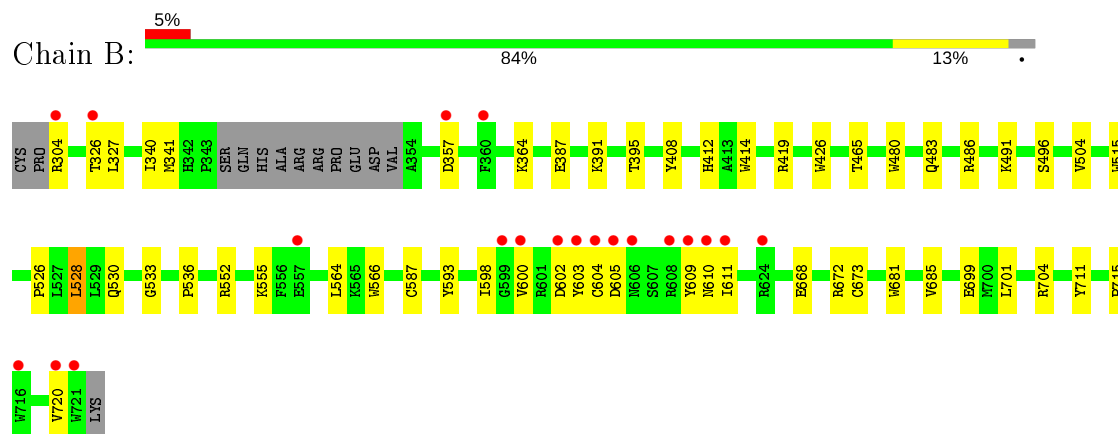 5%
Chain B:
84% 13% •
CYS PRO R304 T326 L327 I340 M341 H342 P343 SER GLN HIS ALA ARG ARG PRO GLU ASP VAL A354 D357 F360 K364 E387 K391 T395 Y408 H412 A413 W414 R419 W426 T465 W480 Q483 R486 K491 S496 V504 W515
P526 L527 L528 L529 Q530 G533 P536 R552 K555 F556 E557 L564 K565 W566 C587 Y593 I598 G599 V600 R601 D602 Y603 C604 D605 N606 S607 R608 Y609 N610 I611 R624 E668 R672 C673 W681 V685 E699 M700 L701 R704 Y711 P715
W716 V720 W721 LYS